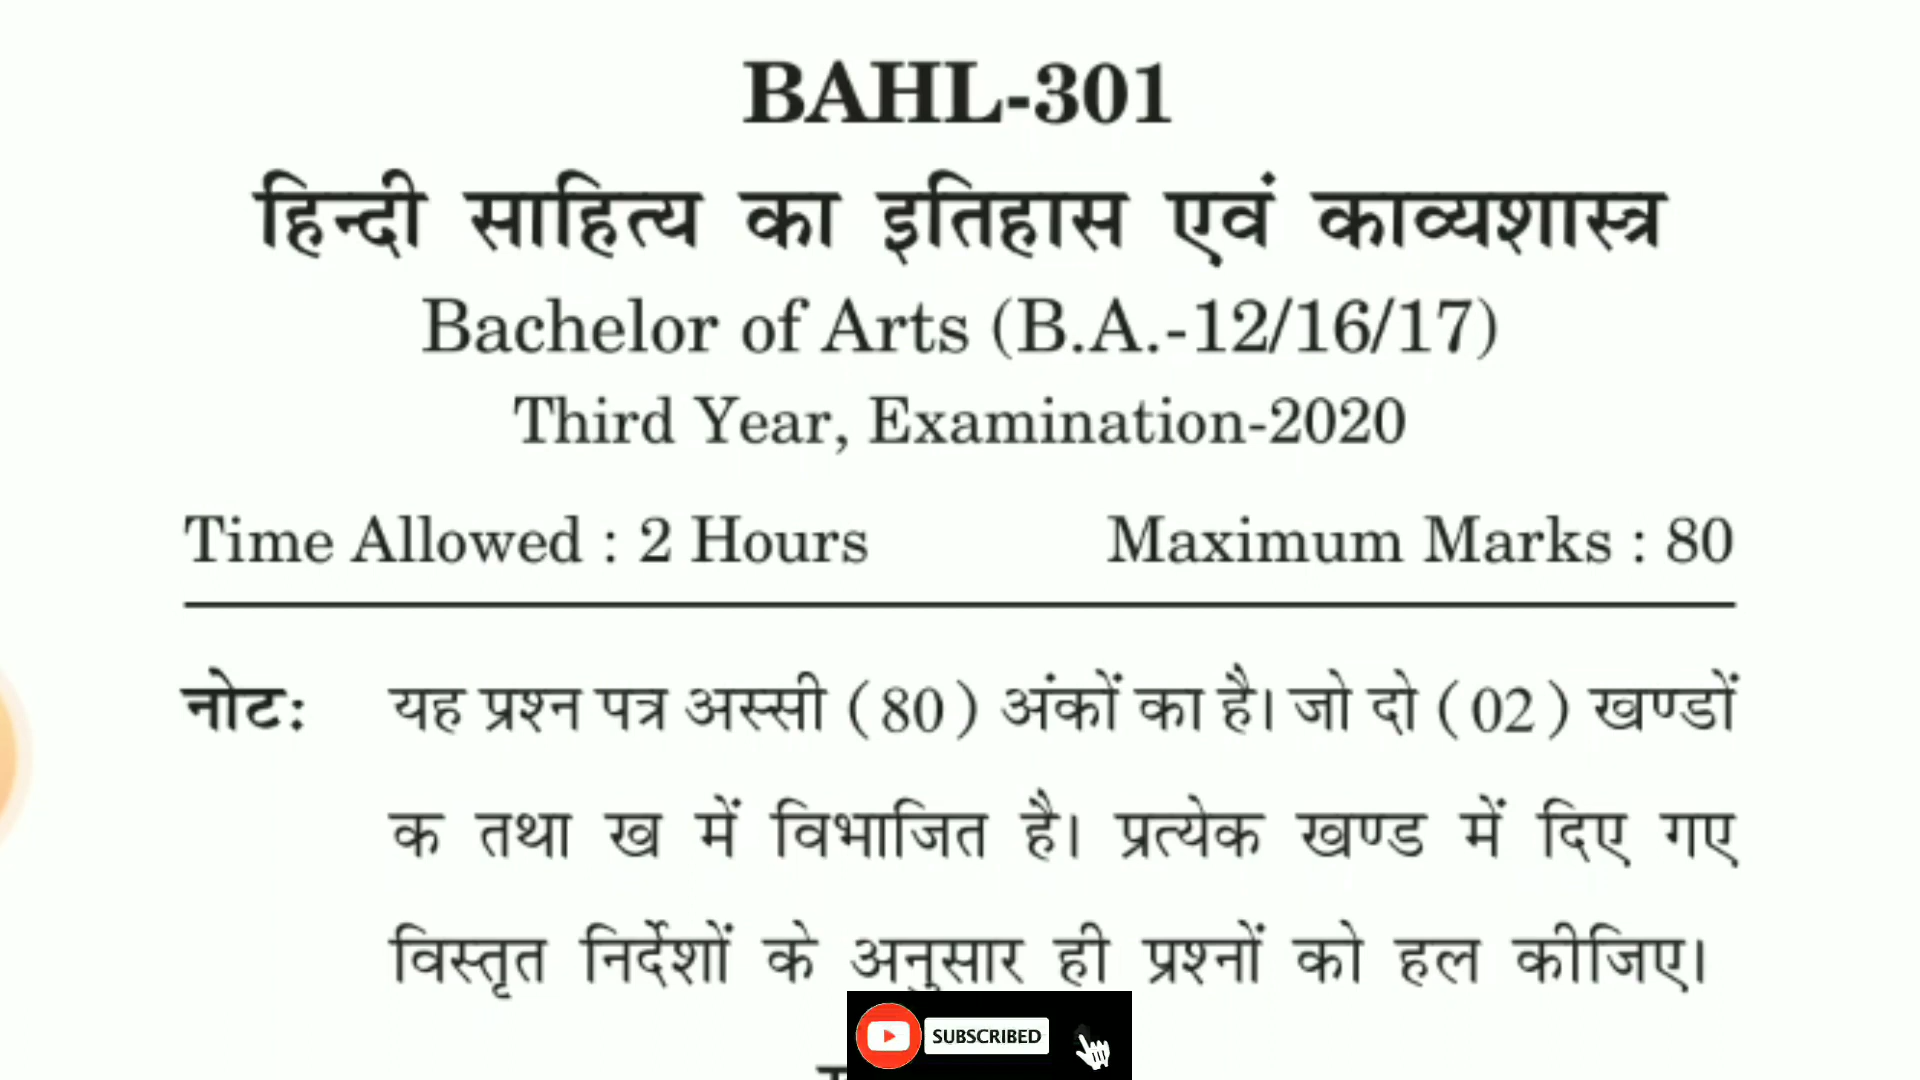 BAHL-301
हिन्दी साहित्य का इतिहास एवं काव्यशास्त्र
Bachelor of Arts (B.A.-12/16/17)
Third Year, Examination-2020
Time Allowed : 2 Hours Maximum Marks : 80
नोट: यह प्रश्न पत्र अस्सी (80) अंकों का है। जो दो (02) खण्डों
क तथा ख में विभाजित है। प्रत्येक खण्ड में दिए गए
विस्तृत निर्देशों के अनुसार ही प्रश्नों को हल कीजिए।
SUBSCRIBED